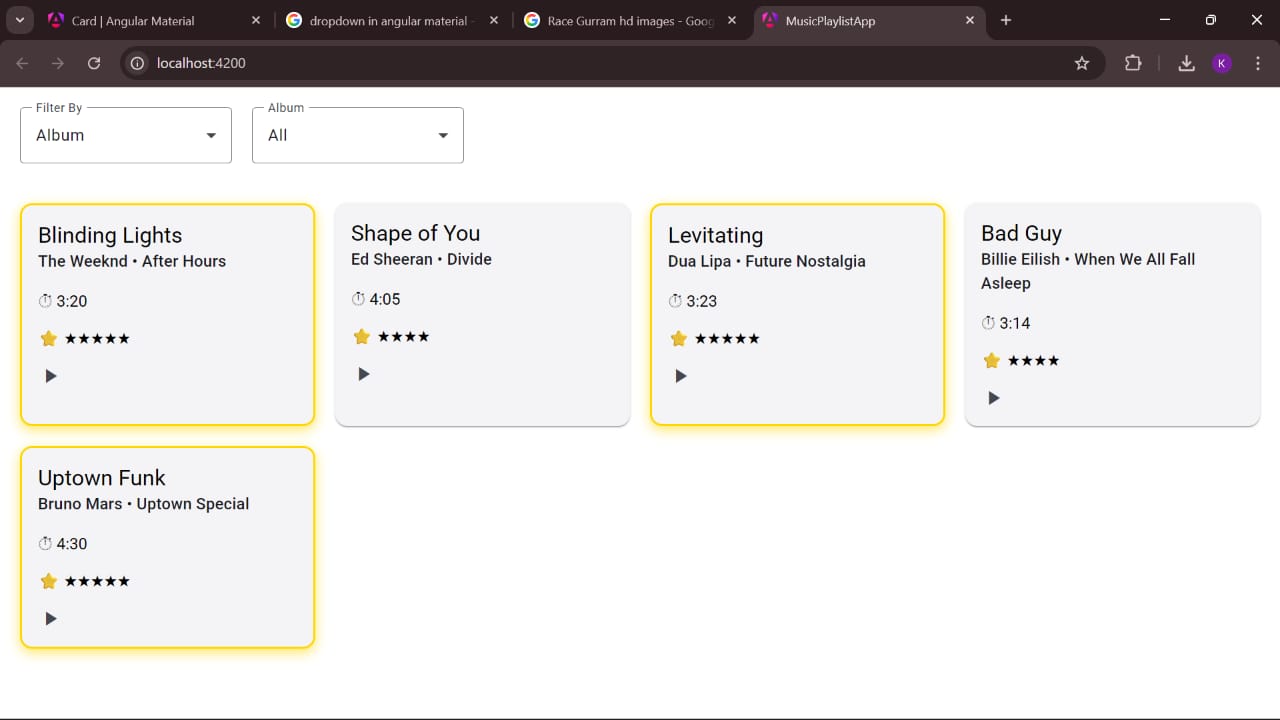 Card | Angular Material
dropdown in angular material -
Race Gurram hd images - Goog
MusicPlaylistApp
localhost:4200
K
Filter By
Album
Album
All
Blinding Lights
The Weeknd • After Hours
⏱ 3:20
⭐ ★★★★★
▶
Shape of You
Ed Sheeran • Divide
⏱ 4:05
⭐ ★★★★
▶
Levitating
Dua Lipa • Future Nostalgia
⏱ 3:23
⭐ ★★★★★
▶
Bad Guy
Billie Eilish • When We All Fall
Asleep
⏱ 3:14
⭐ ★★★★
▶
Uptown Funk
Bruno Mars • Uptown Special
⏱ 4:30
⭐ ★★★★★
▶